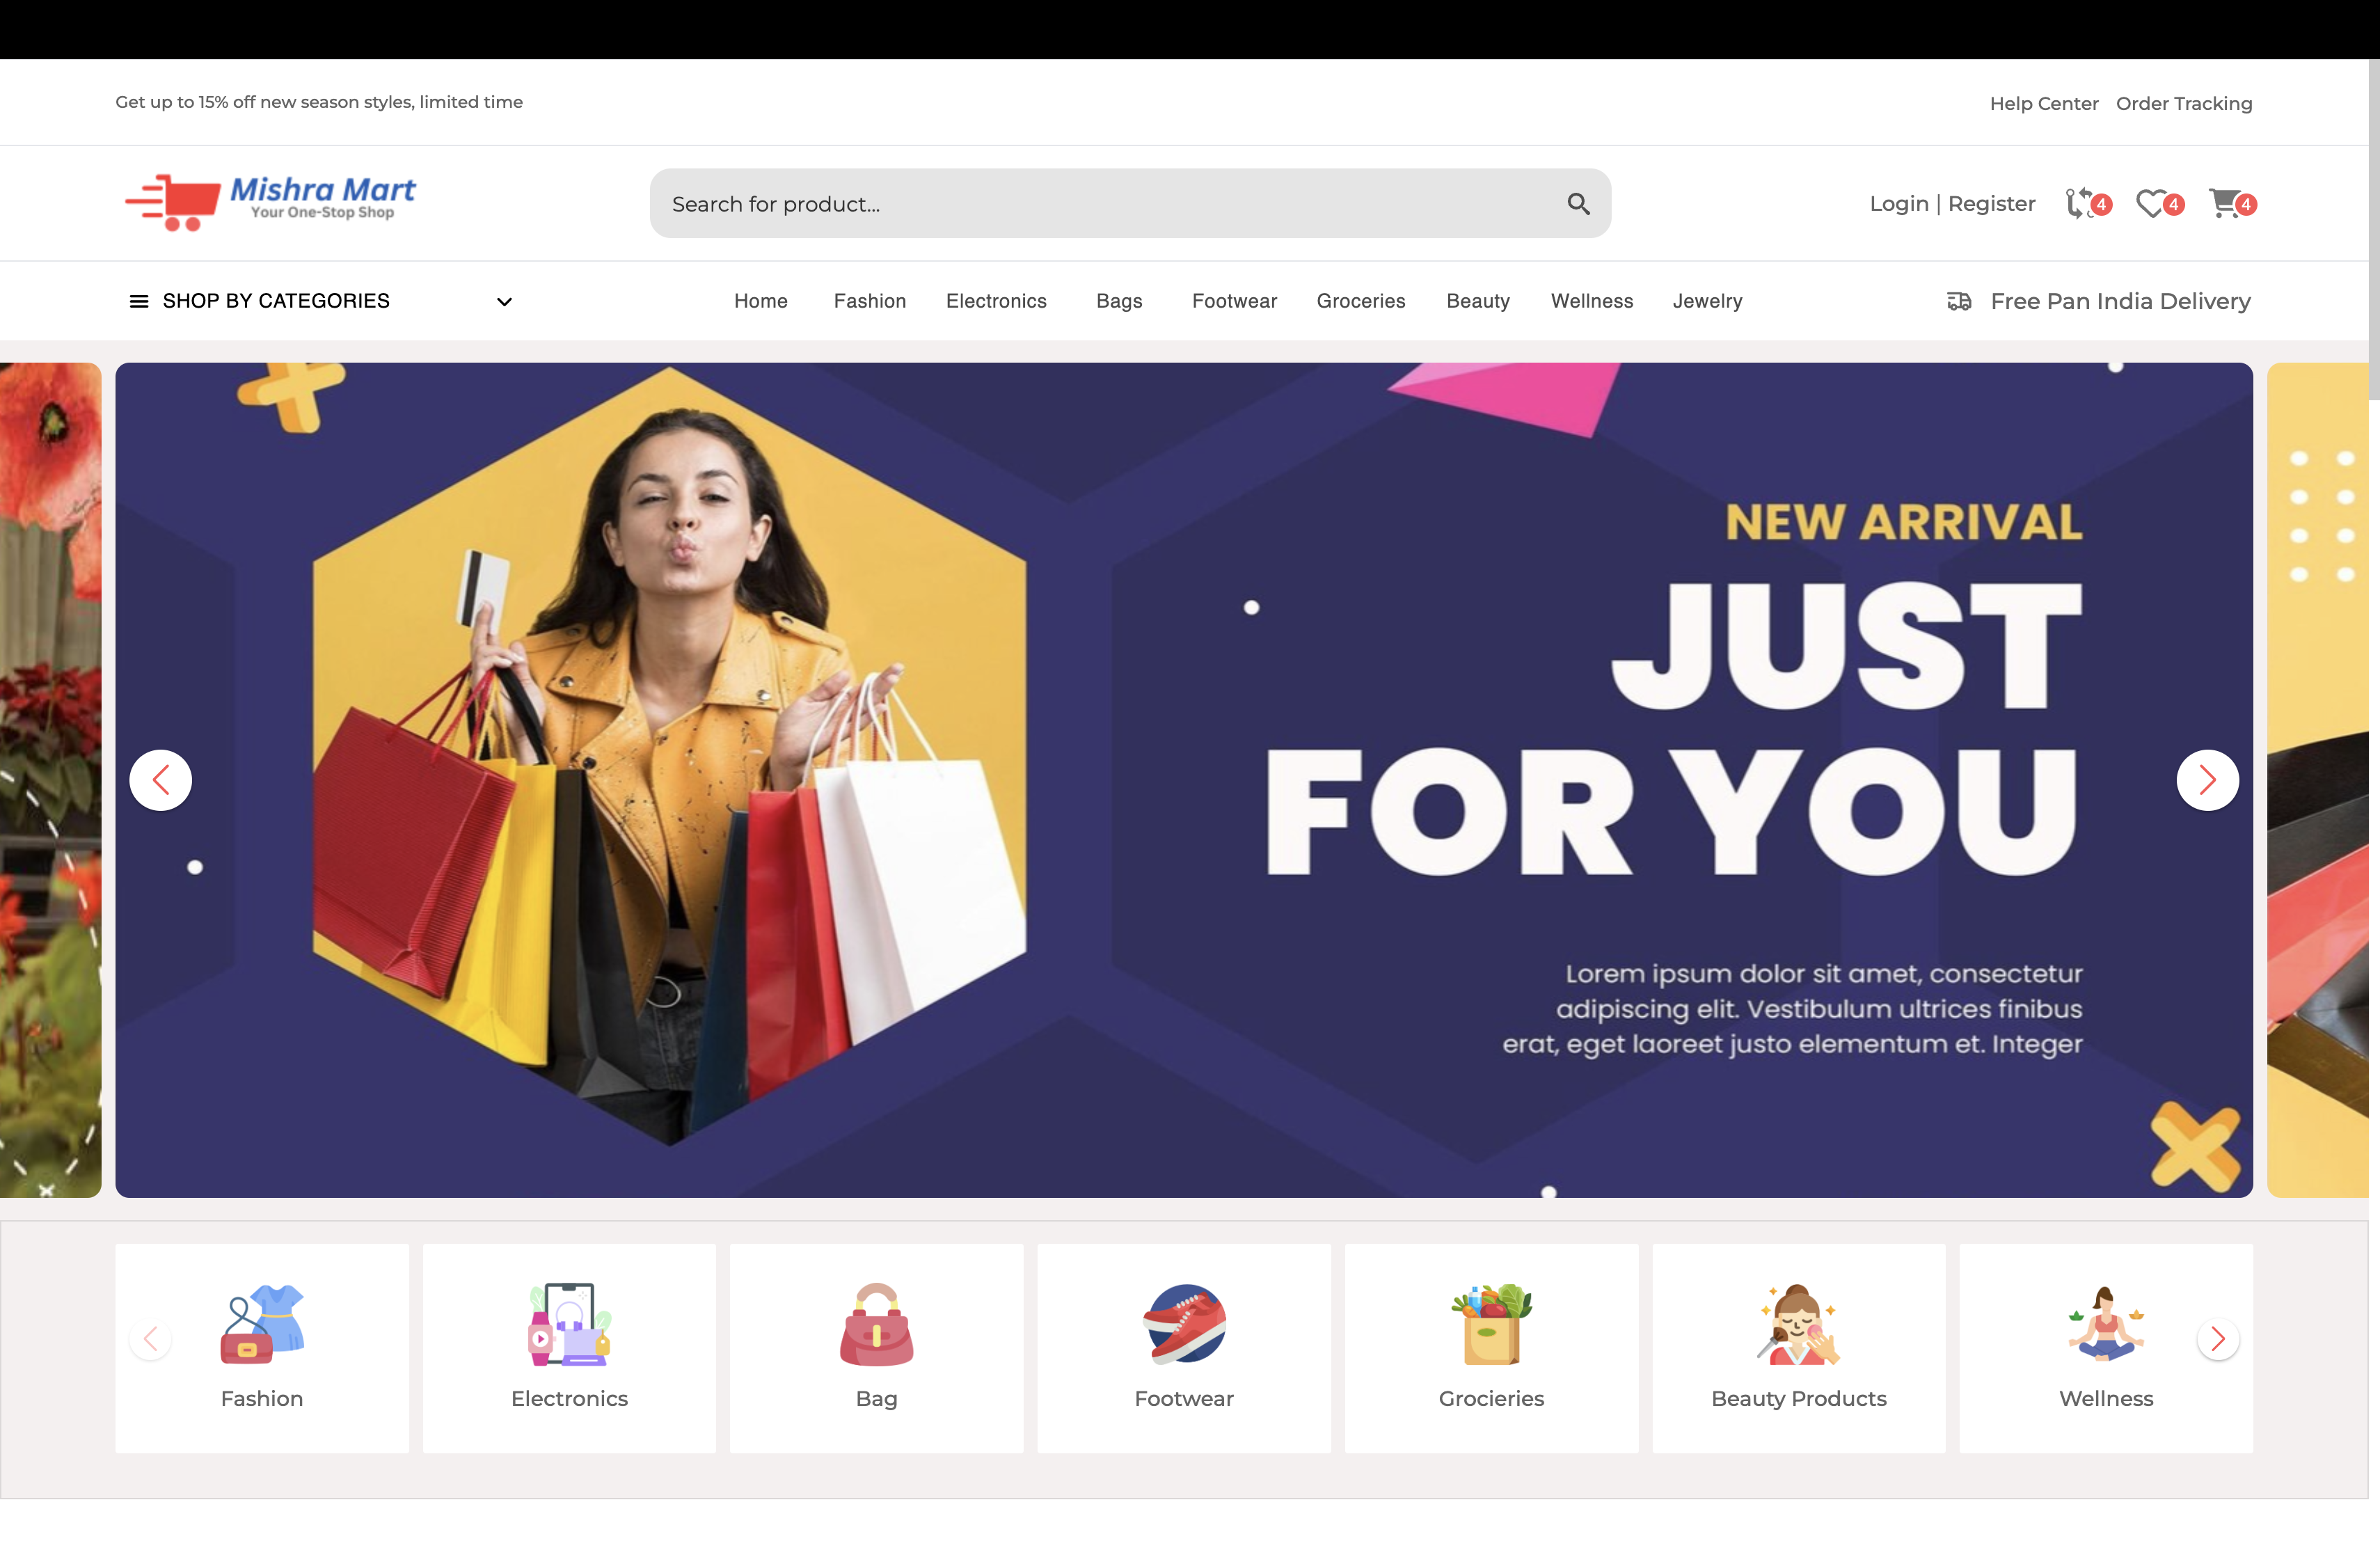 Get up to 15% off new season styles, limited time
Help Center Order Tracking
Mishra Mart
Your One-Stop Shop
Search for product...
Login | Register
4
4
4
SHOP BY CATEGORIES
Home Fashion Electronics Bags Footwear Groceries Beauty Wellness Jewelry
Free Pan India Delivery
NEW ARRIVAL
JUST
FOR YOU
Lorem ipsum dolor sit amet, consectetur
adipiscing elit. Vestibulum ultrices finibus
erat, eget laoreet justo elementum et. Integer
Fashion
Electronics
Bag
Footwear
Grocieries
Beauty Products
Wellness